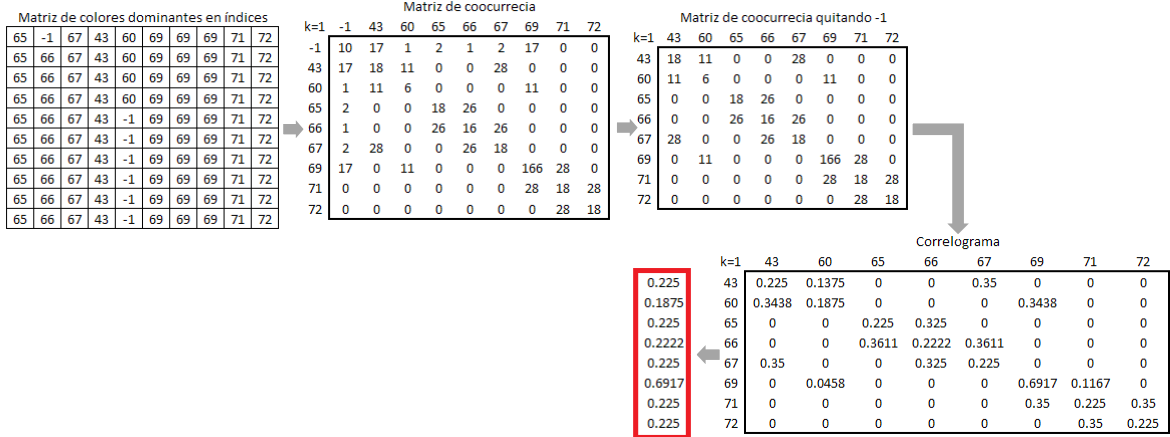 Matriz de colores dominantes en índices
65 -1 67 43 60 69 69 69 71 72
65 66 67 43 60 69 69 69 71 72
65 66 67 43 60 69 69 69 71 72
65 66 67 43 60 69 69 69 71 72
65 66 67 43 -1 69 69 69 71 72
65 66 67 43 -1 69 69 69 71 72
65 66 67 43 -1 69 69 69 71 72
65 66 67 43 -1 69 69 69 71 72
65 66 67 43 -1 69 69 69 71 72
65 66 67 43 -1 69 69 69 71 72
Matriz de coocurrecia
k=1 -1 43 60 65 66 67 69 71 72
-1 10 17 1 2 1 2 17 0 0
43 17 18 11 0 0 28 0 0 0
60 1 11 6 0 0 0 11 0 0
65 2 0 0 18 26 0 0 0 0
66 1 0 0 26 16 26 0 0 0
67 2 28 0 0 26 18 0 0 0
69 17 0 11 0 0 0 166 28 0
71 0 0 0 0 0 0 28 18 28
72 0 0 0 0 0 0 0 28 18
Matriz de coocurrecia quitando -1
k=1 43 60 65 66 67 69 71 72
43 18 11 0 0 28 0 0 0
60 11 6 0 0 0 11 0 0
65 0 0 18 26 0 0 0 0
66 0 0 26 16 26 0 0 0
67 28 0 0 26 18 0 0 0
69 0 11 0 0 0 166 28 0
71 0 0 0 0 0 28 18 28
72 0 0 0 0 0 0 28 18
Correlograma
k=1 43 60 65 66 67 69 71 72
43 0.225 0.1375 0 0 0.35 0 0 0
60 0.3438 0.1875 0 0 0 0.3438 0 0
65 0 0 0.225 0.325 0 0 0 0
66 0 0 0.3611 0.2222 0.3611 0 0 0
67 0.35 0 0 0.325 0.225 0 0 0
69 0 0.0458 0 0 0 0.6917 0.1167 0
71 0 0 0 0 0 0.35 0.225 0.35
72 0 0 0 0 0 0 0.35 0.225
0.225
0.1875
0.225
0.2222
0.225
0.6917
0.225
0.225